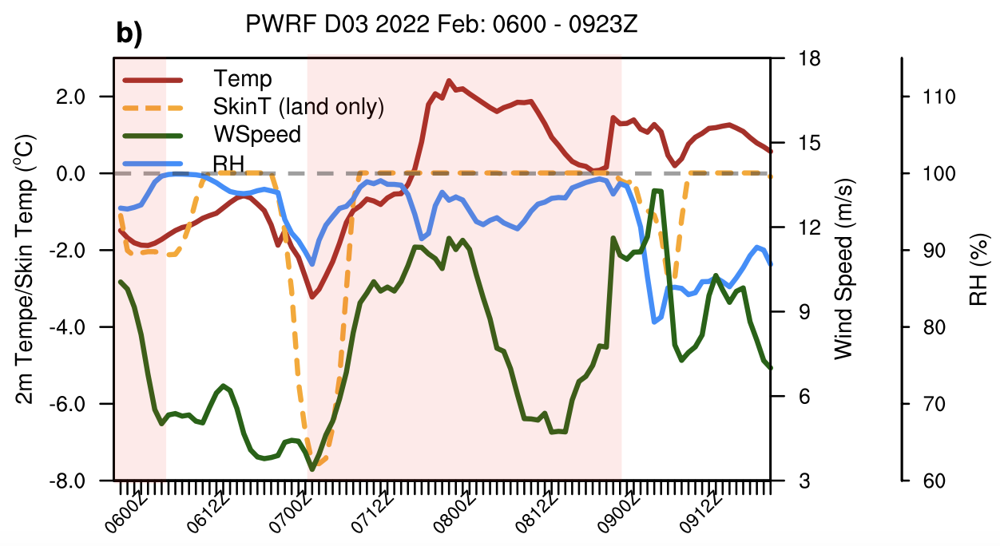 b)
PWRF D03 2022 Feb: 0600 - 0923Z
Temp
SkinT (land only)
WSpeed
RH
2m Tempe/Skin Temp (°C)
2.0
0.0
-2.0
-4.0
-6.0
-8.0
18
15
12
9
6
3
Wind Speed (m/s)
110
100
90
80
70
60
RH (%)
0600Z
0612Z
0700Z
0712Z
0800Z
0812Z
0900Z
0912Z